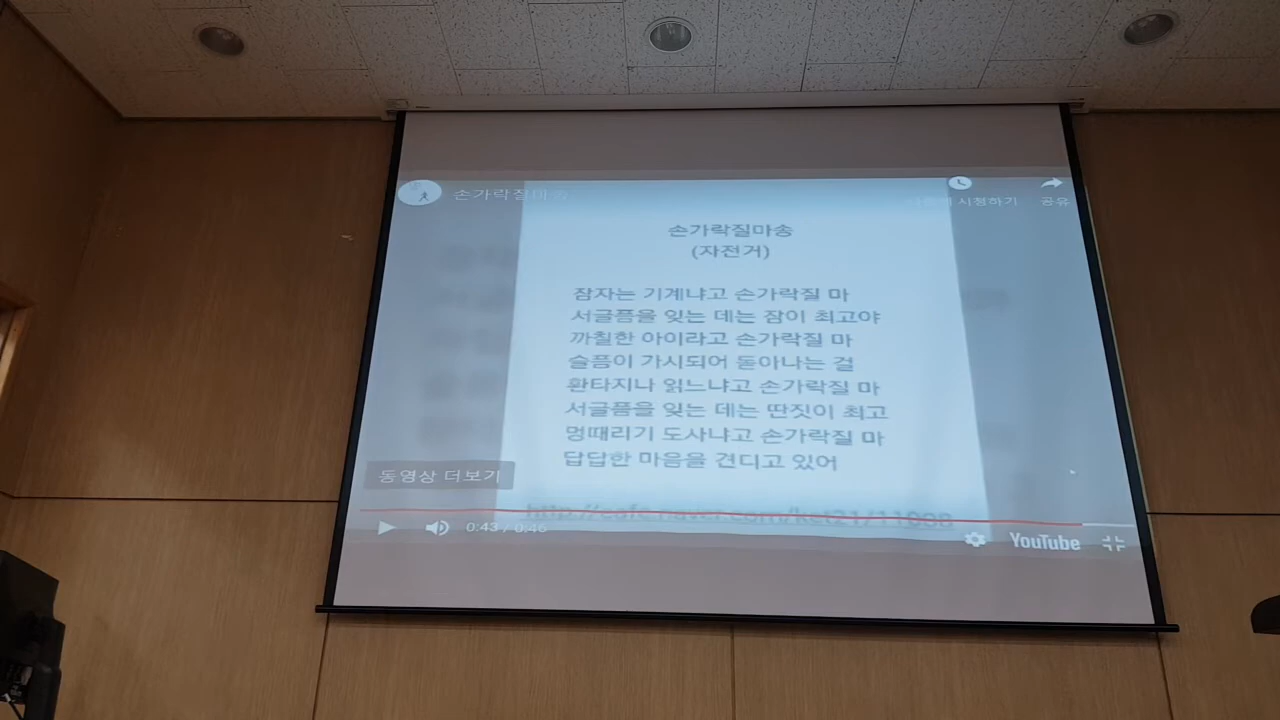 손가락질마송
시청하기
공유
손가락질마송
(자전거)
잠자는 기계냐고 손가락질 마
서글픔을 잊는 데는 잠이 최고야
까칠한 아이라고 손가락질 마
슬픔이 가시되어 돋아나는 걸
환타지나 읽느냐고 손가락질 마
서글픔을 잊는 데는 딴짓이 최고
멍때리기 도사냐고 손가락질 마
답답한 마음을 견디고 있어
동영상 더보기
0:43 / 0:46
YouTube